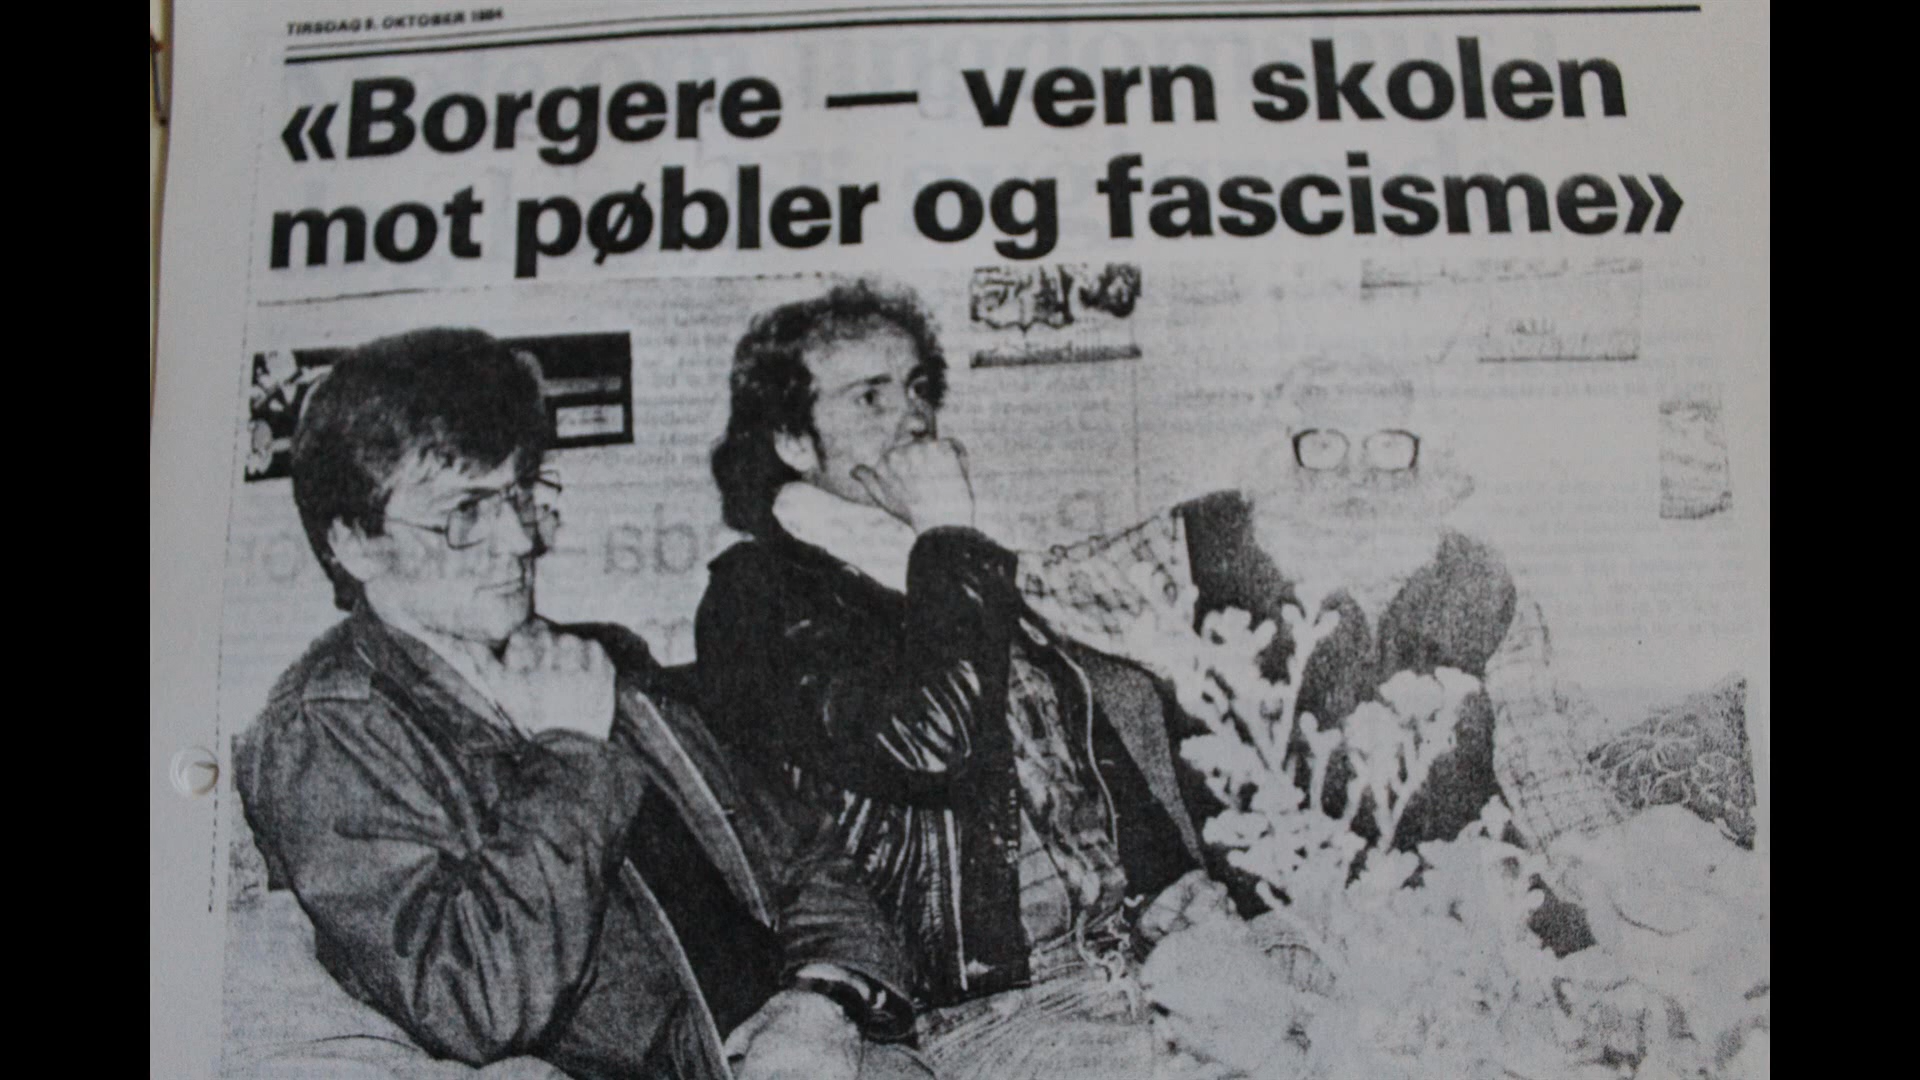 TIRSDAG 9. OKTOBER 1984
«Borgere — vern skolen
mot pøbler og fascisme»